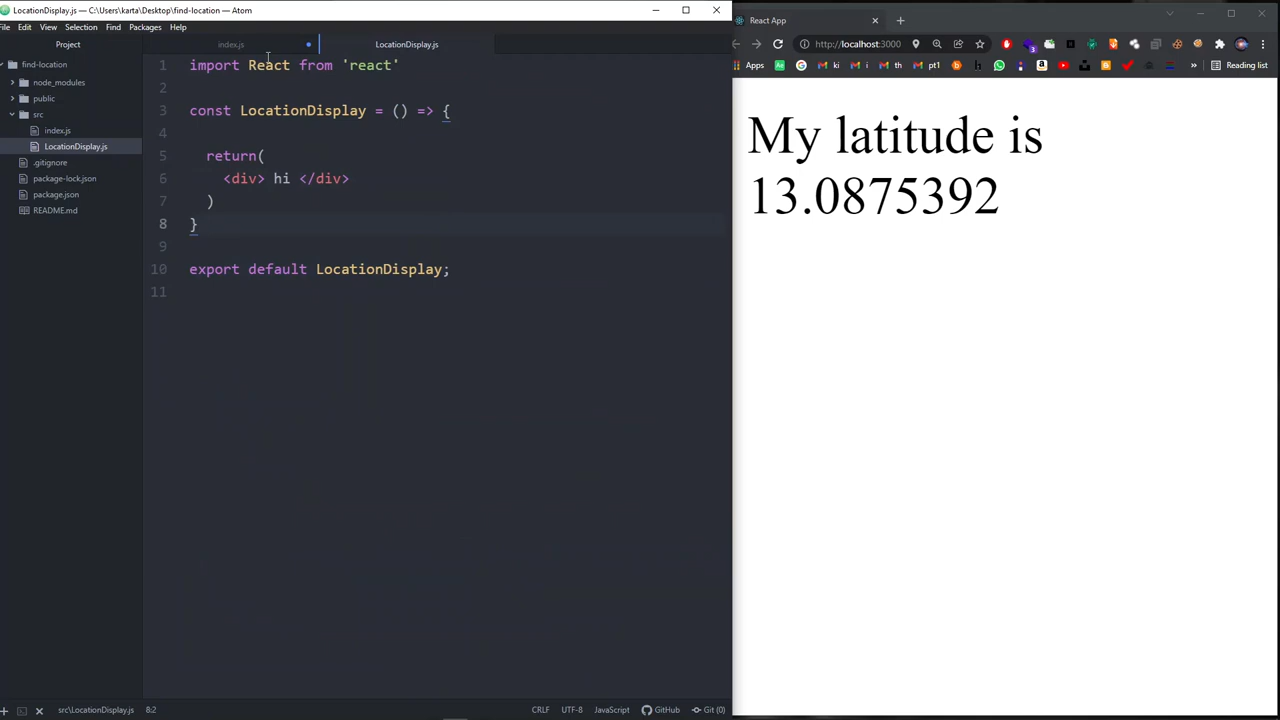 LocationDisplay.js — C:\Users\karta\Desktop\find-location — Atom
File Edit View Selection Find Packages Help
Project
find-location
node_modules
public
src
index.js
LocationDisplay.js
.gitignore
package-lock.json
package.json
README.md
index.js
LocationDisplay.js
1 import React from 'react'
2
3 const LocationDisplay = () => {
4
5 return(
6 <div> hi </div>
7 )
8 }
9
10 export default LocationDisplay;
11
src\LocationDisplay.js 8:2
CRLF UTF-8 JavaScript GitHub Git (0)
React App
http://localhost:3000
3
Apps ki i th pt1 » Reading list
My latitude is
13.0875392